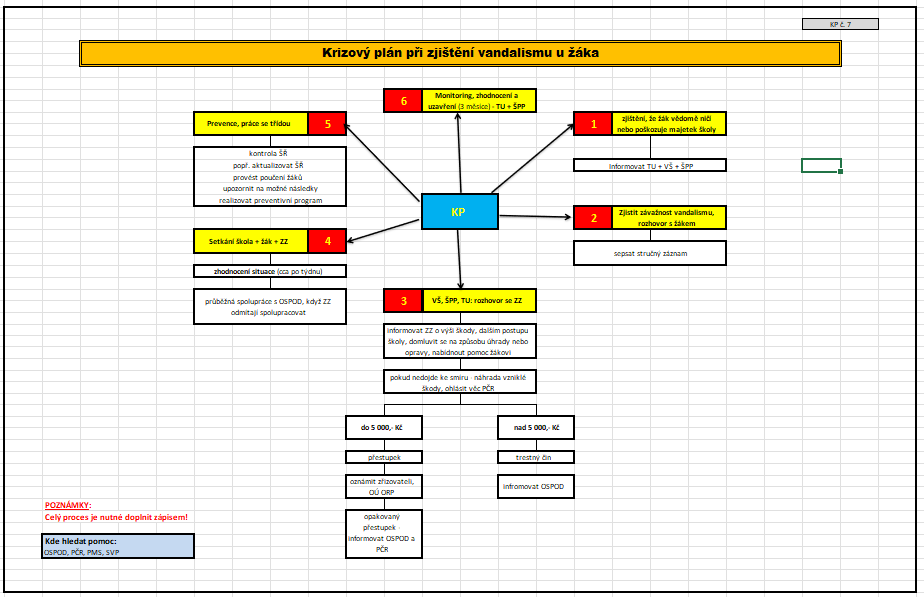 KP č. 7
Krizový plán při zjištění vandalismu u žáka
6
Monitoring, zhodnocení a
uzavření (3 měsíce) - TU + ŠPP
Prevence, práce se třídou
5
kontrola ŠŘ
popř. aktualizovat ŠŘ
provést poučení žáků
upozornit na možné následky
realizovat preventivní program
1
zjištění, že žák vědomě ničí
nebo poškozuje majetek školy
Informovat TU + VŠ + ŠPP
KP
2
Zjistit závažnost vandalismu,
rozhovor s žákem
sepsat stručný záznam
Setkání škola + žák + ZZ
4
zhodnocení situace (cca po týdnu)
průběžná spolupráce s OSPOD, když ZZ
odmítají spolupracovat
3
VŠ, ŠPP, TU: rozhovor se ZZ
informovat ZZ o výši škody, dalším postupu
školy, domluvit se na způsobu úhrady nebo
opravy, nabídnout pomoc žákovi
pokud nedojde ke smíru - náhrada vzniklé
škody, ohlásit věc PČR
do 5 000,- Kč
přestupek
oznámit zřizovateli,
OÚ ORP
opakovaný
přestupek -
informovat OSPOD a
PČR
nad 5 000,- Kč
trestný čin
infromovat OSPOD
POZNÁMKY:
Celý proces je nutné doplnit zápisem!
Kde hledat pomoc:
OSPOD, PČR, PMS, SVP